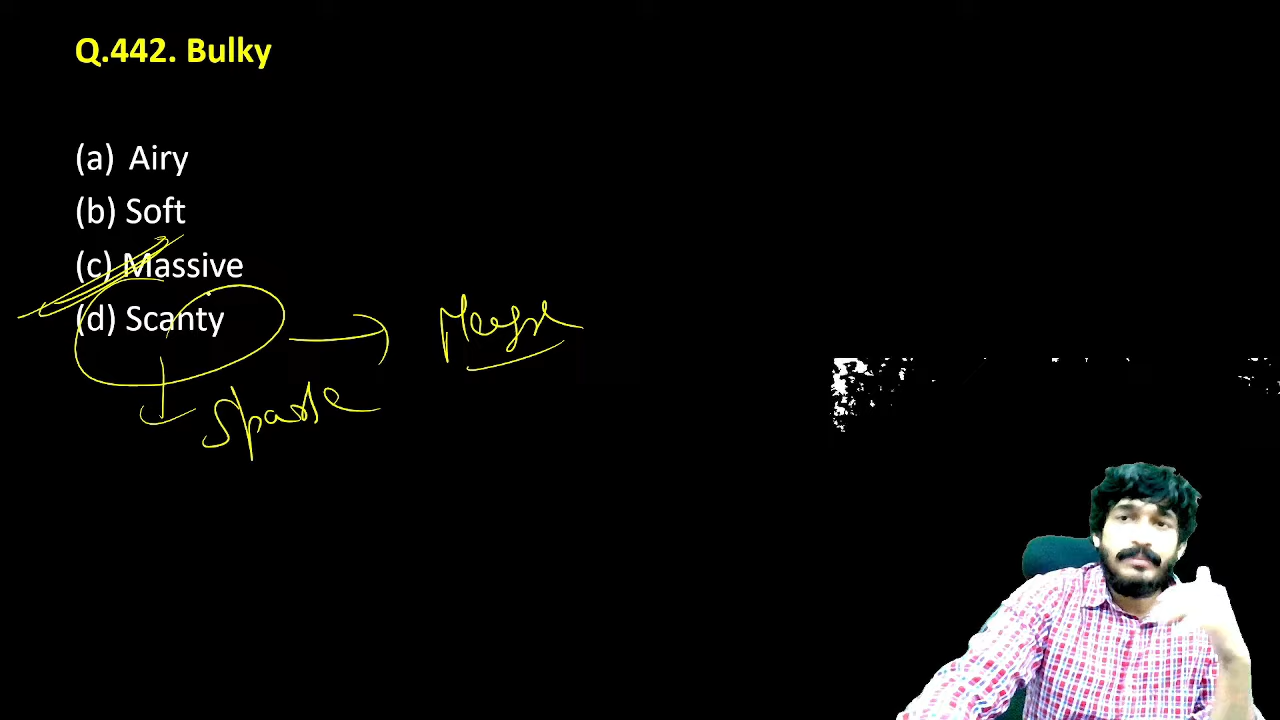 Q.442. Bulky
(a) Airy
(b) Soft
(c) Massive
(d) Scanty
Sparse